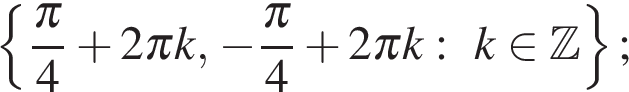 { π/4 + 2πk, −π/4 + 2πk : k ∈ ℤ };